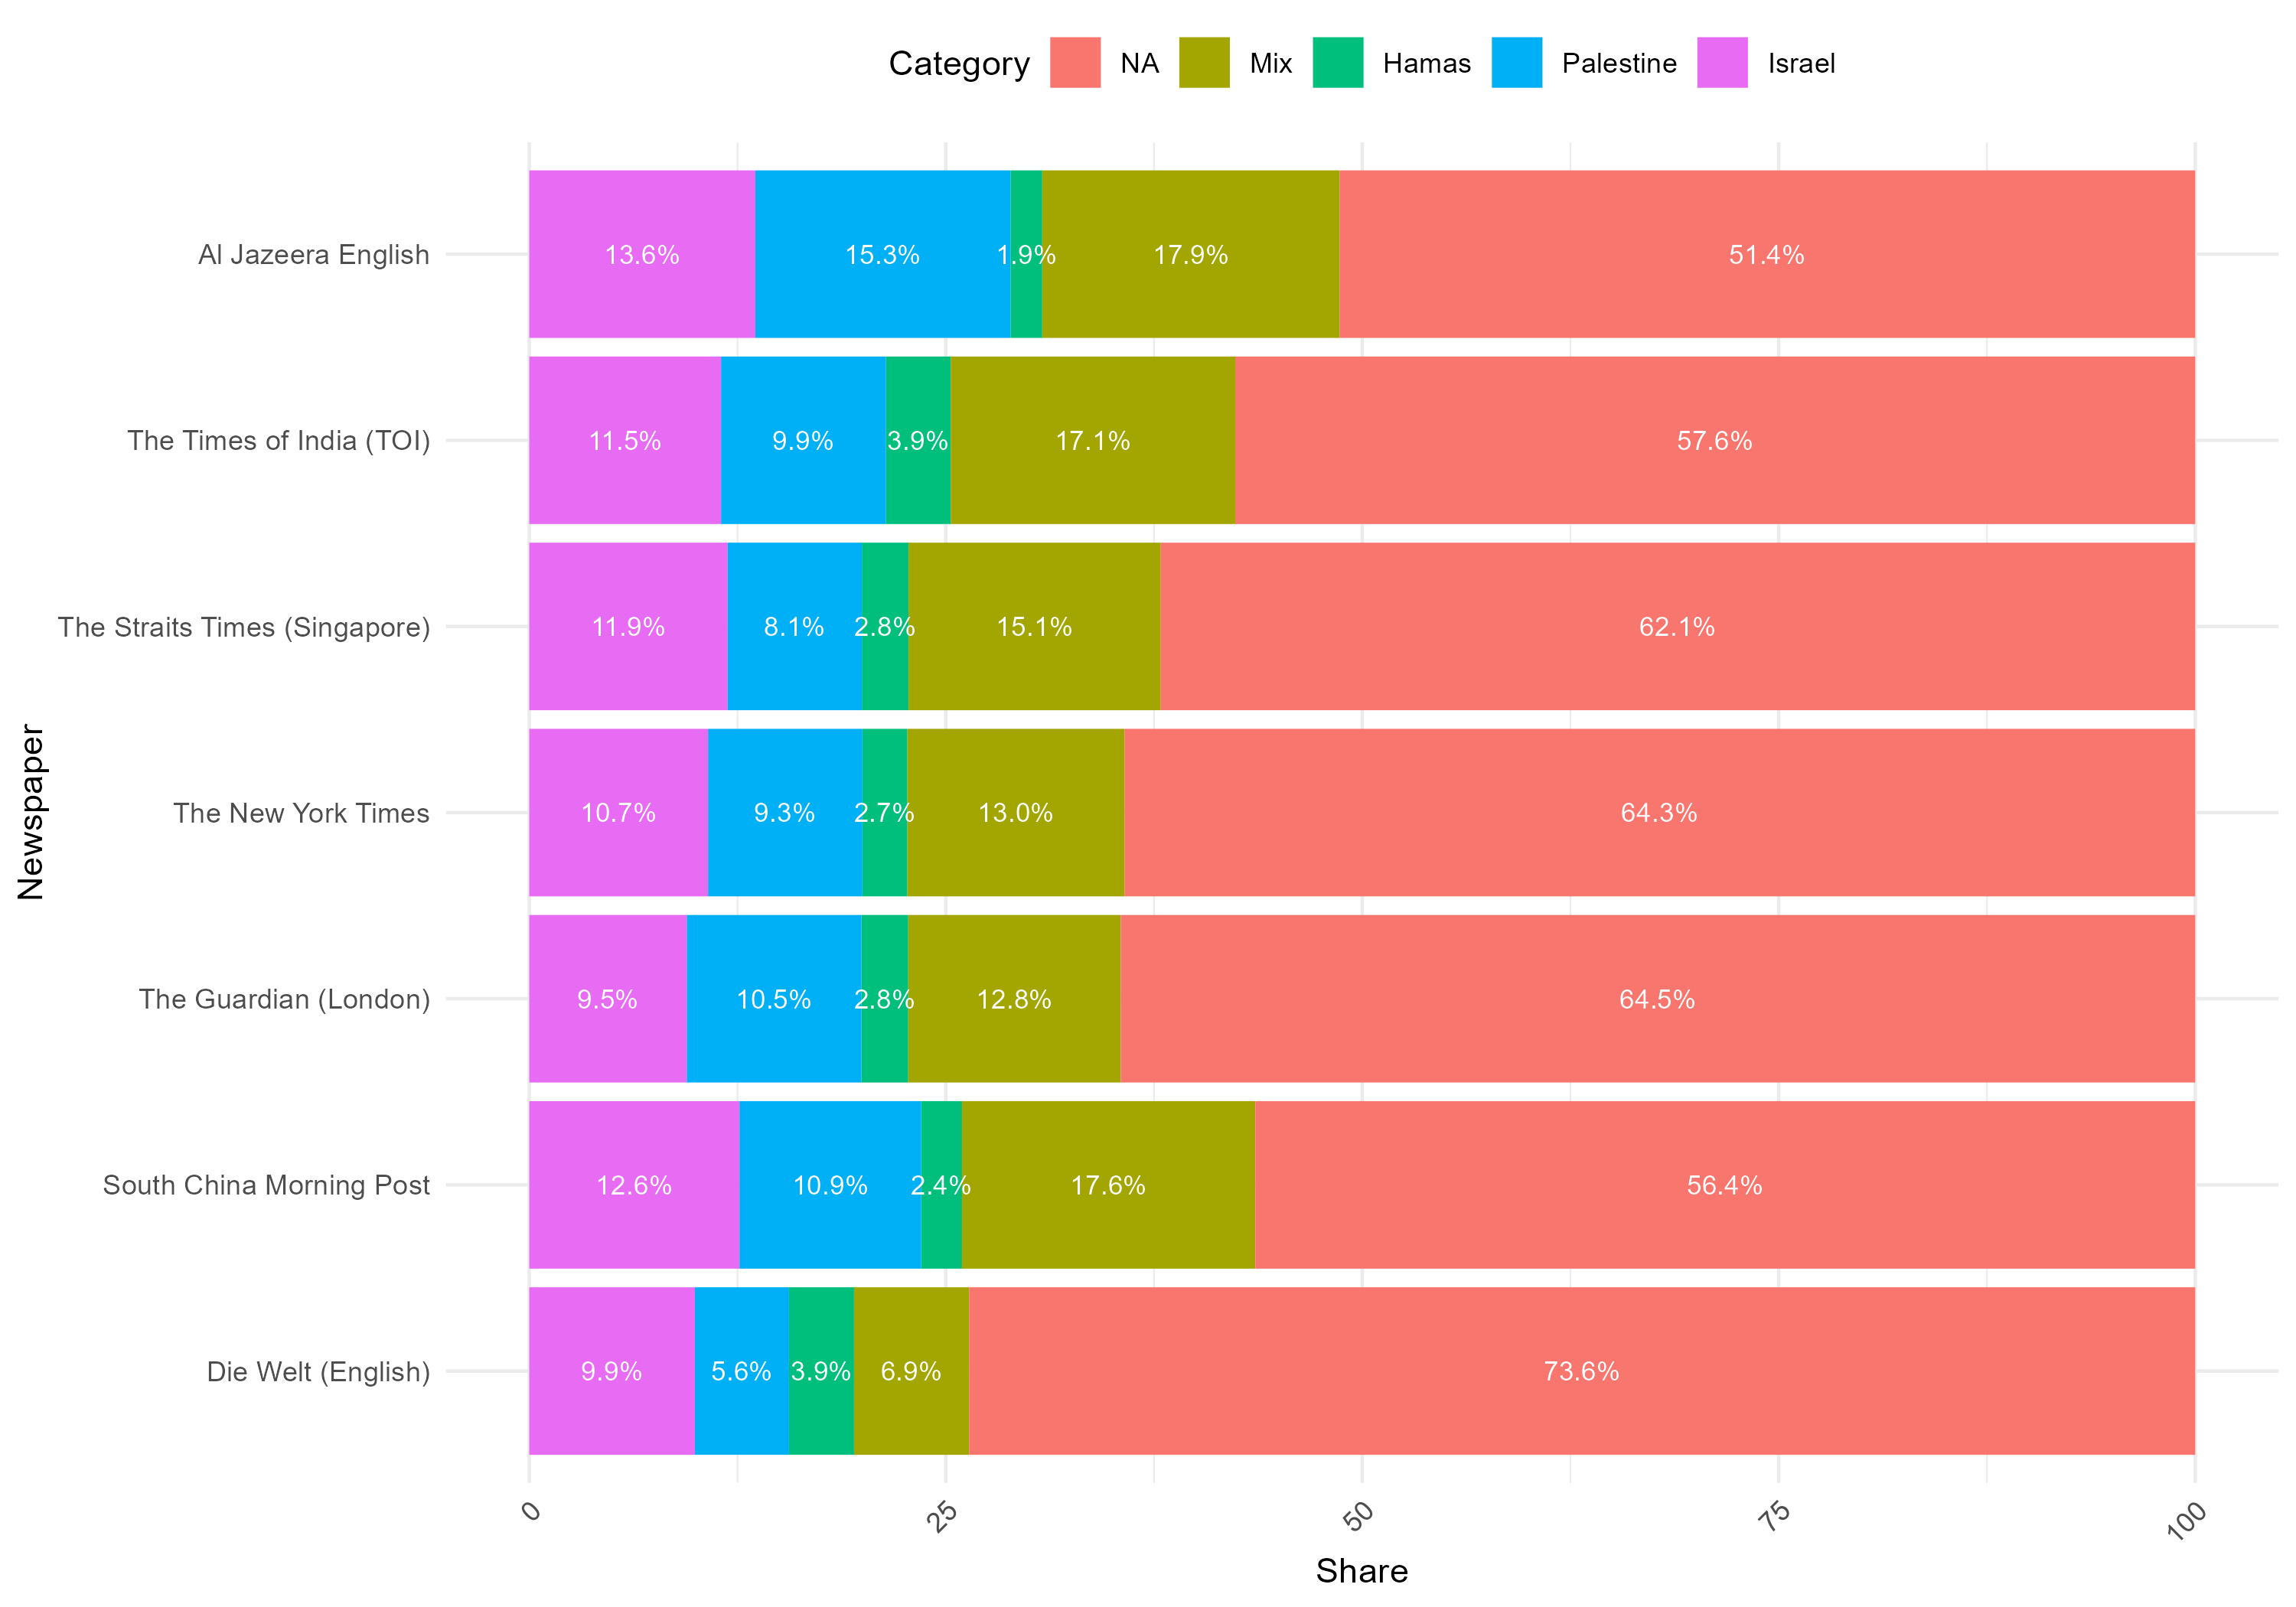 Category NA Mix Hamas Palestine Israel
Newspaper
Al Jazeera English 13.6% 15.3% 1.9% 17.9% 51.4%
The Times of India (TOI) 11.5% 9.9% 3.9% 17.1% 57.6%
The Straits Times (Singapore) 11.9% 8.1% 2.8% 15.1% 62.1%
The New York Times 10.7% 9.3% 2.7% 13.0% 64.3%
The Guardian (London) 9.5% 10.5% 2.8% 12.8% 64.5%
South China Morning Post 12.6% 10.9% 2.4% 17.6% 56.4%
Die Welt (English) 9.9% 5.6% 3.9% 6.9% 73.6%
0 25 50 75 100
Share